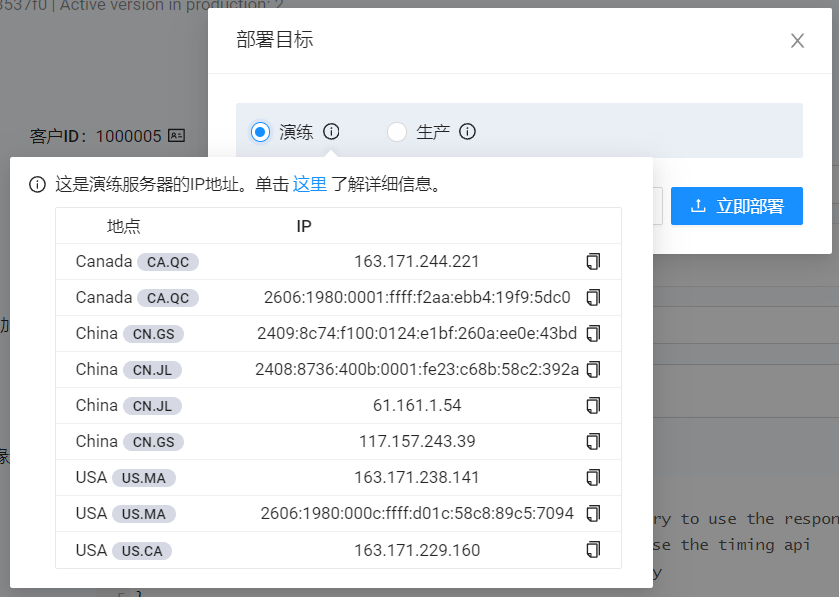 3537f0 | Active version in production: 2
部署目标
客户ID：1000005
演练 生产
这是演练服务器的IP地址。单击 这里 了解详细信息。
立即部署
地点 IP
Canada CA.QC 163.171.244.221
Canada CA.QC 2606:1980:0001:ffff:f2aa:ebb4:19f9:5dc0
China CN.GS 2409:8c74:f100:0124:e1bf:260a:ee0e:43bd
China CN.JL 2408:8736:400b:0001:fe23:c68b:58c2:392a
China CN.JL 61.161.1.54
China CN.GS 117.157.243.39
USA US.MA 163.171.238.141
USA US.MA 2606:1980:000c:ffff:d01c:58c8:89c5:7094
ry to use the respon
USA US.CA 163.171.229.160
se the timing api
y
}